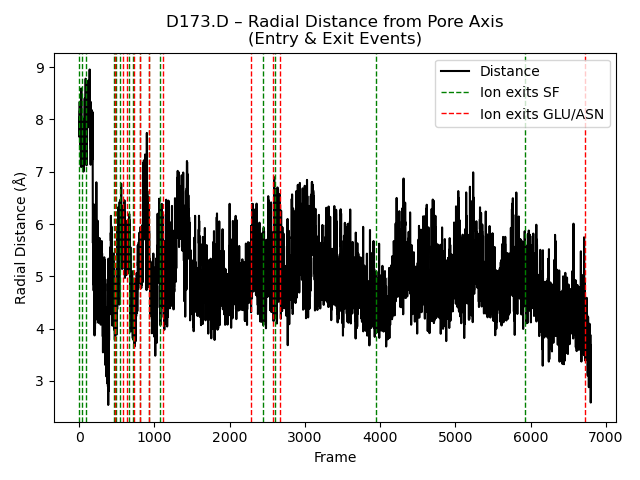 D173.D – Radial Distance from Pore Axis
(Entry & Exit Events)
Distance
Ion exits SF
Ion exits GLU/ASN
Radial Distance (Å)
9
8
7
6
5
4
3
0
1000
2000
3000
4000
5000
6000
7000
Frame